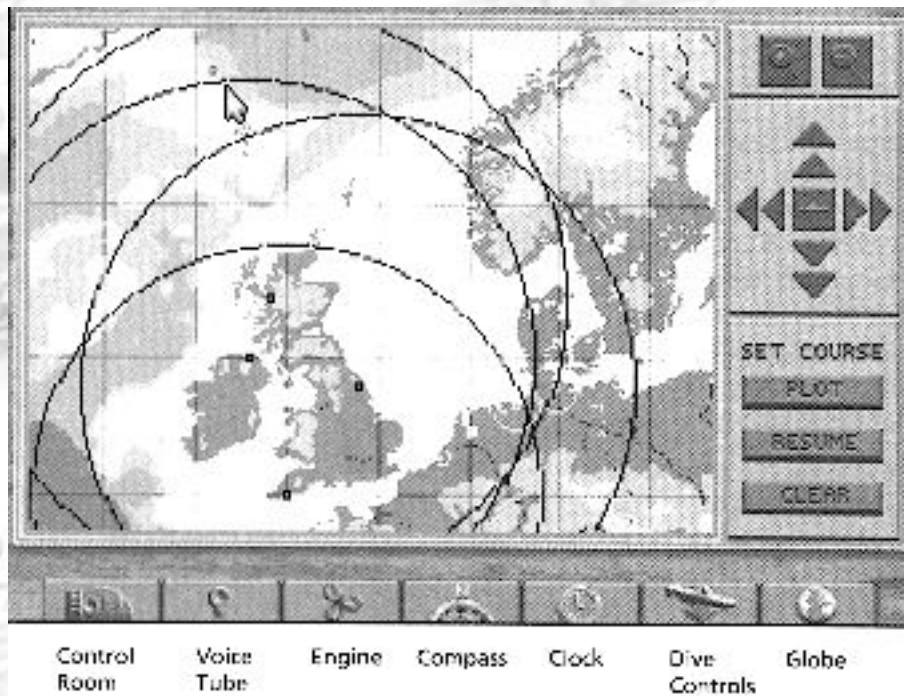 SET COURSE
PLOT
RESUME
CLEAR
Control Room
Voice Tube
Engine
Compass
Clock
Dive Controls
Globe